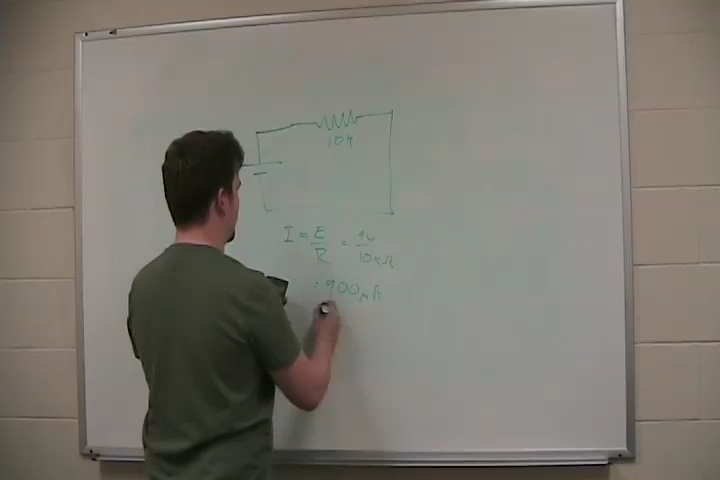 10k
I = E/R = 9V/10kΩ
= 900µA